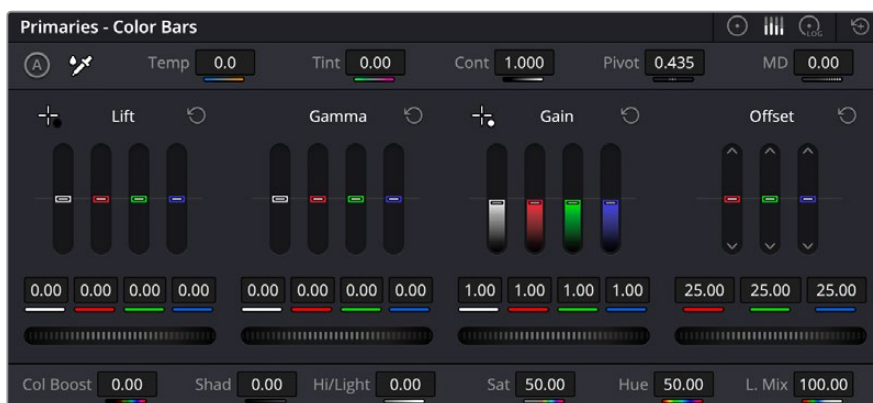 Primaries - Color Bars LOG
A Temp 0.0 Tint 0.00 Cont 1.000 Pivot 0.435 MD 0.00
Lift Gamma Gain Offset
0.00 0.00 0.00 0.00 0.00 0.00 0.00 0.00 1.00 1.00 1.00 1.00 25.00 25.00 25.00
Col Boost 0.00 Shad 0.00 Hi/Light 0.00 Sat 50.00 Hue 50.00 L. Mix 100.00